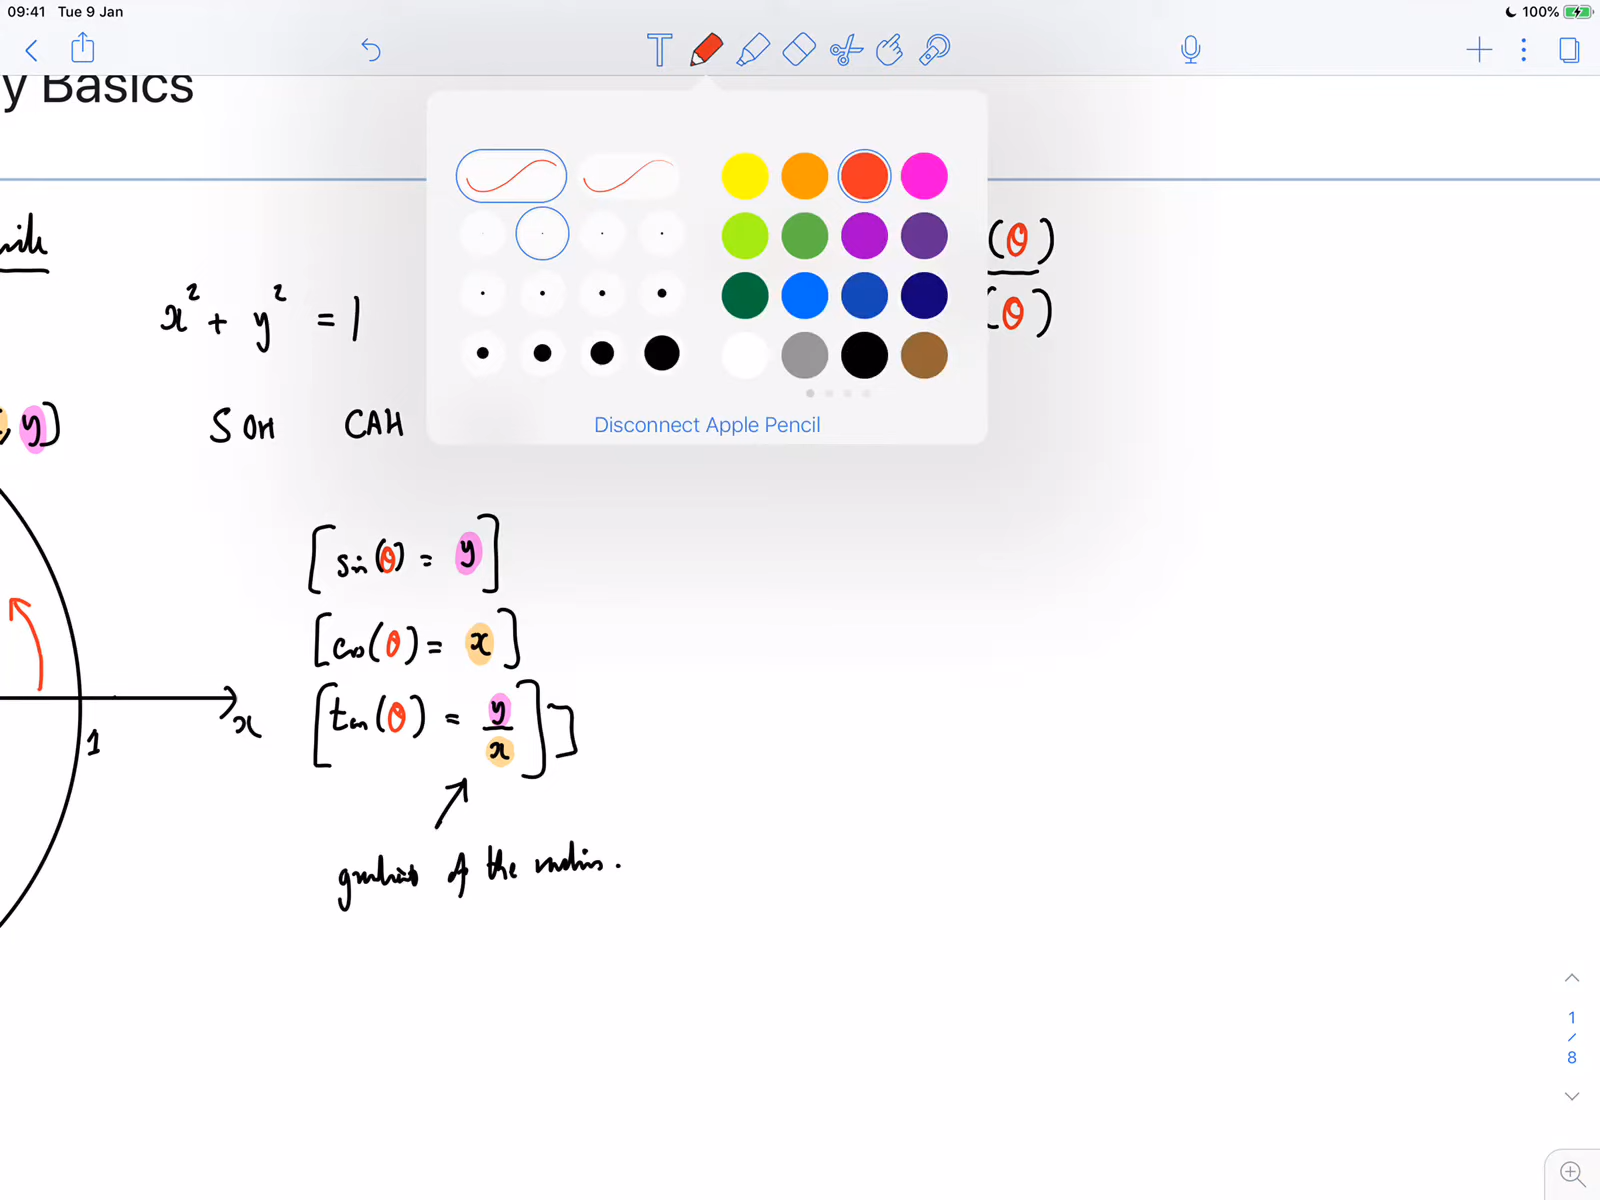 09:41 Tue 9 Jan 100%
y Basics
x² + y² = 1
(θ)
(θ)
, y)
SOH CAH
Disconnect Apple Pencil
[sin(θ) = y]
[cos(θ) = x]
[tan(θ) = y/x]]
x
1
gradient of the radius.
1
/
8